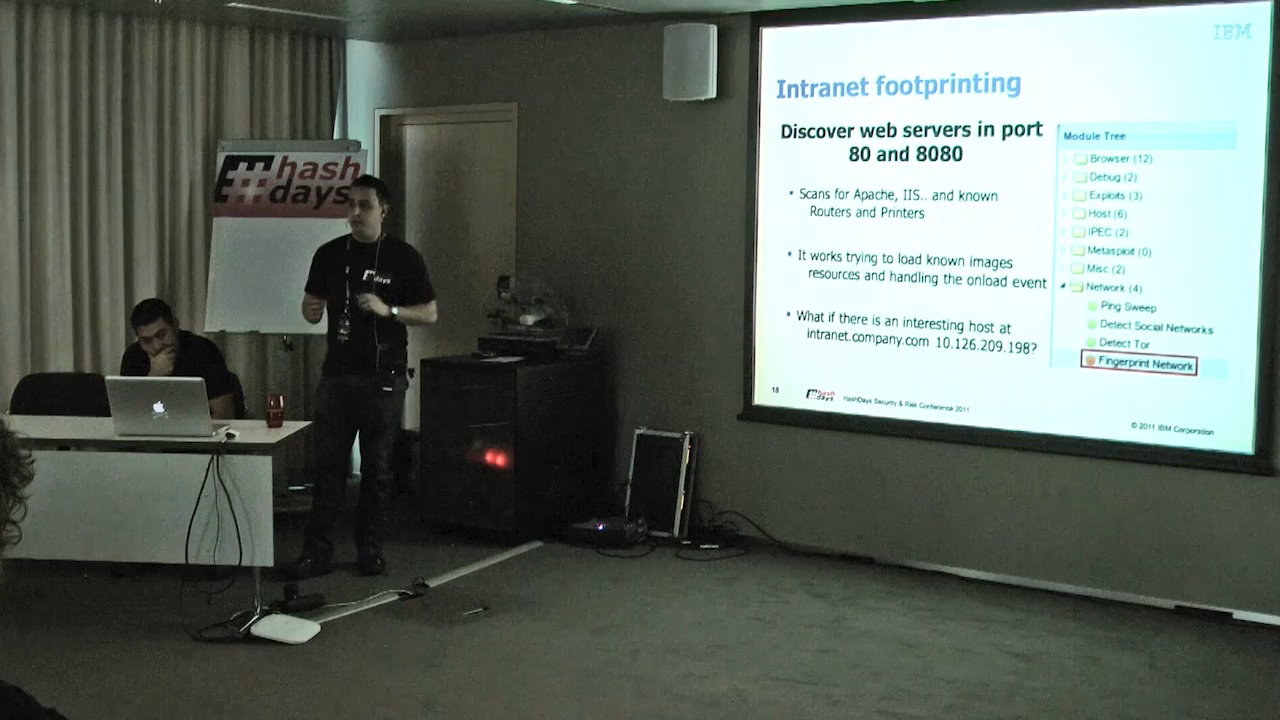 IBM
Intranet footprinting
Discover web servers in port
80 and 8080
Scans for Apache, IIS.. and known
Routers and Printers
It works trying to load known images
resources and handling the onload event
What if there is an interesting host at
intranet.company.com 10.126.209.198?
Module Tree
Browser (12)
Debug (2)
Exploits (3)
Host (6)
IPEC (2)
Metasploit (0)
Misc (2)
Network (4)
Ping Sweep
Detect Social Networks
Detect Tor
Fingerprint Network
18
hash
days
HashDays Security & Risk Conference 2011
© 2011 IBM Corporation
hash
days
days